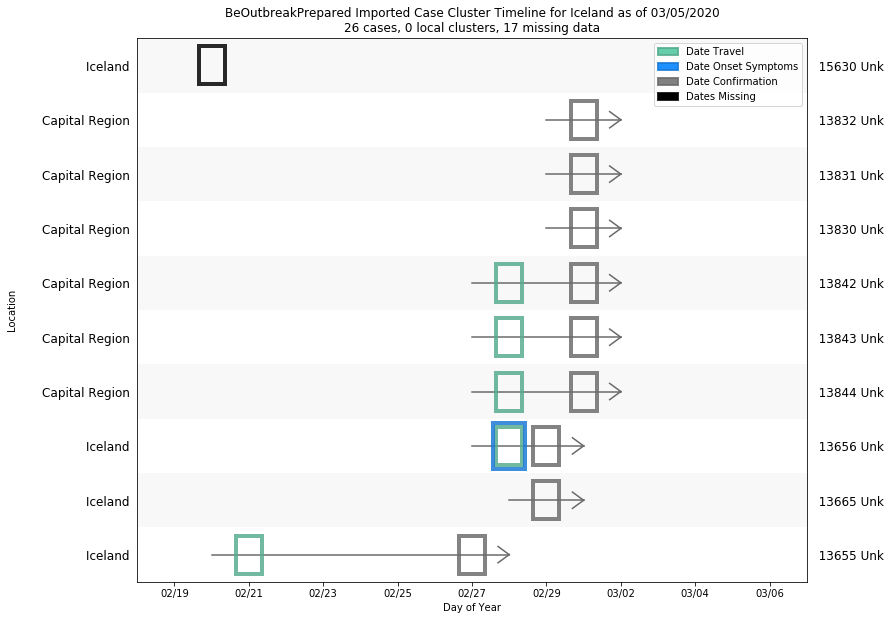 BeOutbreakPrepared Imported Case Cluster Timeline for Iceland as of 03/05/2020
26 cases, 0 local clusters, 17 missing data
Date Travel
Date Onset Symptoms
Date Confirmation
Dates Missing
Iceland 15630 Unk
Capital Region 13832 Unk
Capital Region 13831 Unk
Capital Region 13830 Unk
Capital Region 13842 Unk
Capital Region 13843 Unk
Capital Region 13844 Unk
Iceland 13656 Unk
Iceland 13665 Unk
Iceland 13655 Unk
Location
02/19 02/21 02/23 02/25 02/27 02/29 03/02 03/04 03/06
Day of Year